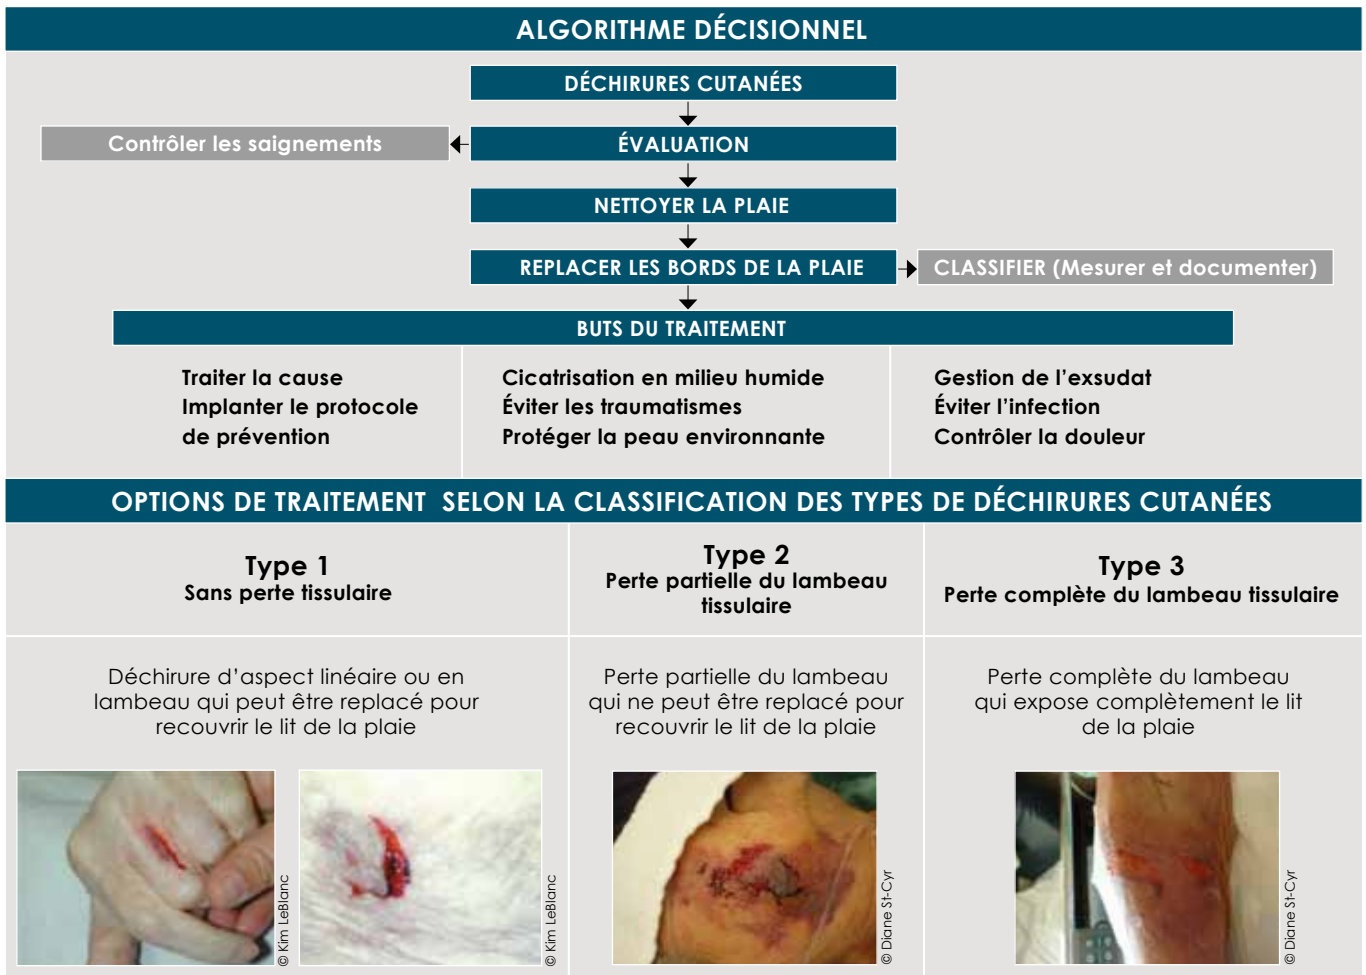 ALGORITHME DÉCISIONNEL
DÉCHIRURES CUTANÉES
Contrôler les saignements
ÉVALUATION
NETTOYER LA PLAIE
REPLACER LES BORDS DE LA PLAIE
CLASSIFIER (Mesurer et documenter)
BUTS DU TRAITEMENT
Traiter la cause
Implanter le protocole
de prévention
Cicatrisation en milieu humide
Éviter les traumatismes
Protéger la peau environnante
Gestion de l’exsudat
Éviter l’infection
Contrôler la douleur
OPTIONS DE TRAITEMENT SELON LA CLASSIFICATION DES TYPES DE DÉCHIRURES CUTANÉES
Type 1
Sans perte tissulaire
Type 2
Perte partielle du lambeau
tissulaire
Type 3
Perte complète du lambeau tissulaire
Déchirure d’aspect linéaire ou en
lambeau qui peut être replacé pour
recouvrir le lit de la plaie
Perte partielle du lambeau
qui ne peut être replacé pour
recouvrir le lit de la plaie
Perte complète du lambeau
qui expose complètement le lit
de la plaie
© Kim LeBlanc
© Kim LeBlanc
© Diane St-Cyr
© Diane St-Cyr